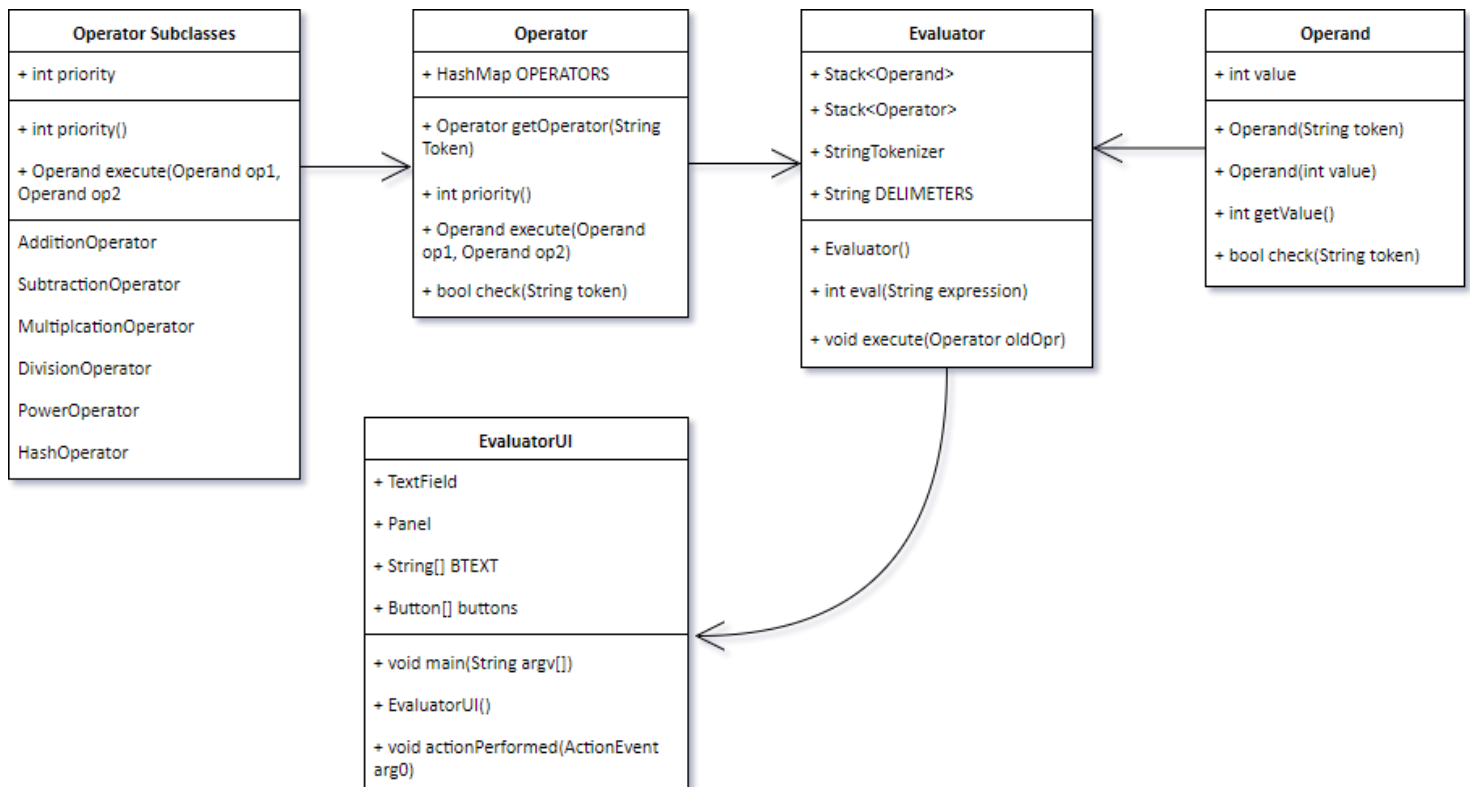 Operator Subclasses
+ int priority
+ int priority()
+ Operand execute(Operand op1,
Operand op2
AdditionOperator
SubtractionOperator
MultiplcationOperator
DivisionOperator
PowerOperator
HashOperator
Operator
+ HashMap OPERATORS
+ Operator getOperator(String
Token)
+ int priority()
+ Operand execute(Operand
op1, Operand op2)
+ bool check(String token)
Evaluator
+ Stack<Operand>
+ Stack<Operator>
+ StringTokenizer
+ String DELIMETERS
+ Evaluator()
+ int eval(String expression)
+ void execute(Operator oldOpr)
Operand
+ int value
+ Operand(String token)
+ Operand(int value)
+ int getValue()
+ bool check(String token)
EvaluatorUI
+ TextField
+ Panel
+ String[] BTEXT
+ Button[] buttons
+ void main(String argv[])
+ EvaluatorUI()
+ void actionPerformed(ActionEvent
arg0)